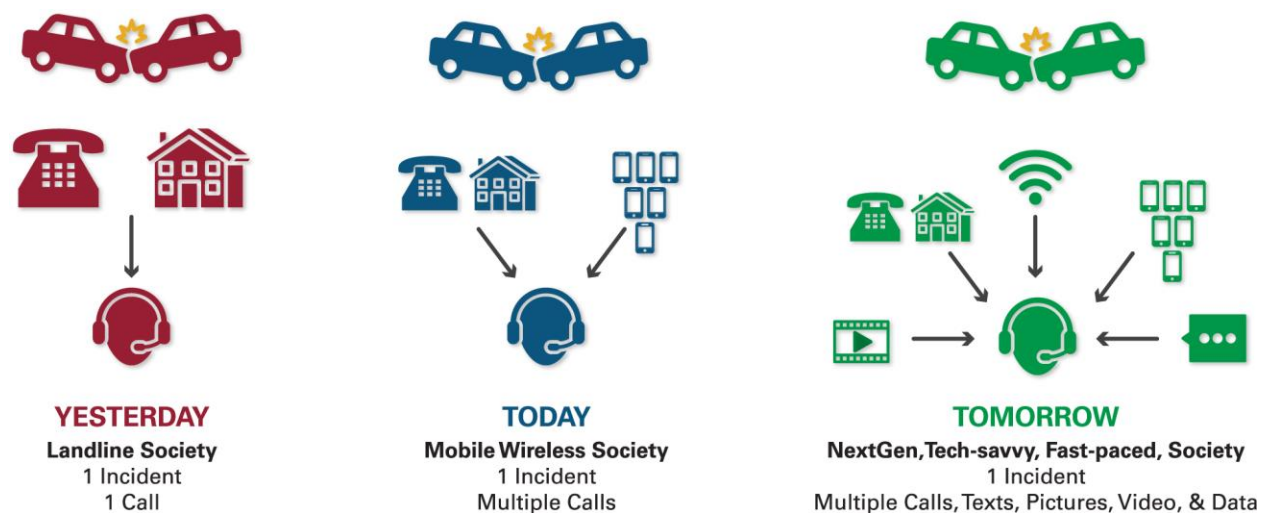 YESTERDAY
Landline Society
1 Incident
1 Call
TODAY
Mobile Wireless Society
1 Incident
Multiple Calls
TOMORROW
NextGen,Tech-savvy, Fast-paced, Society
1 Incident
Multiple Calls, Texts, Pictures, Video, & Data